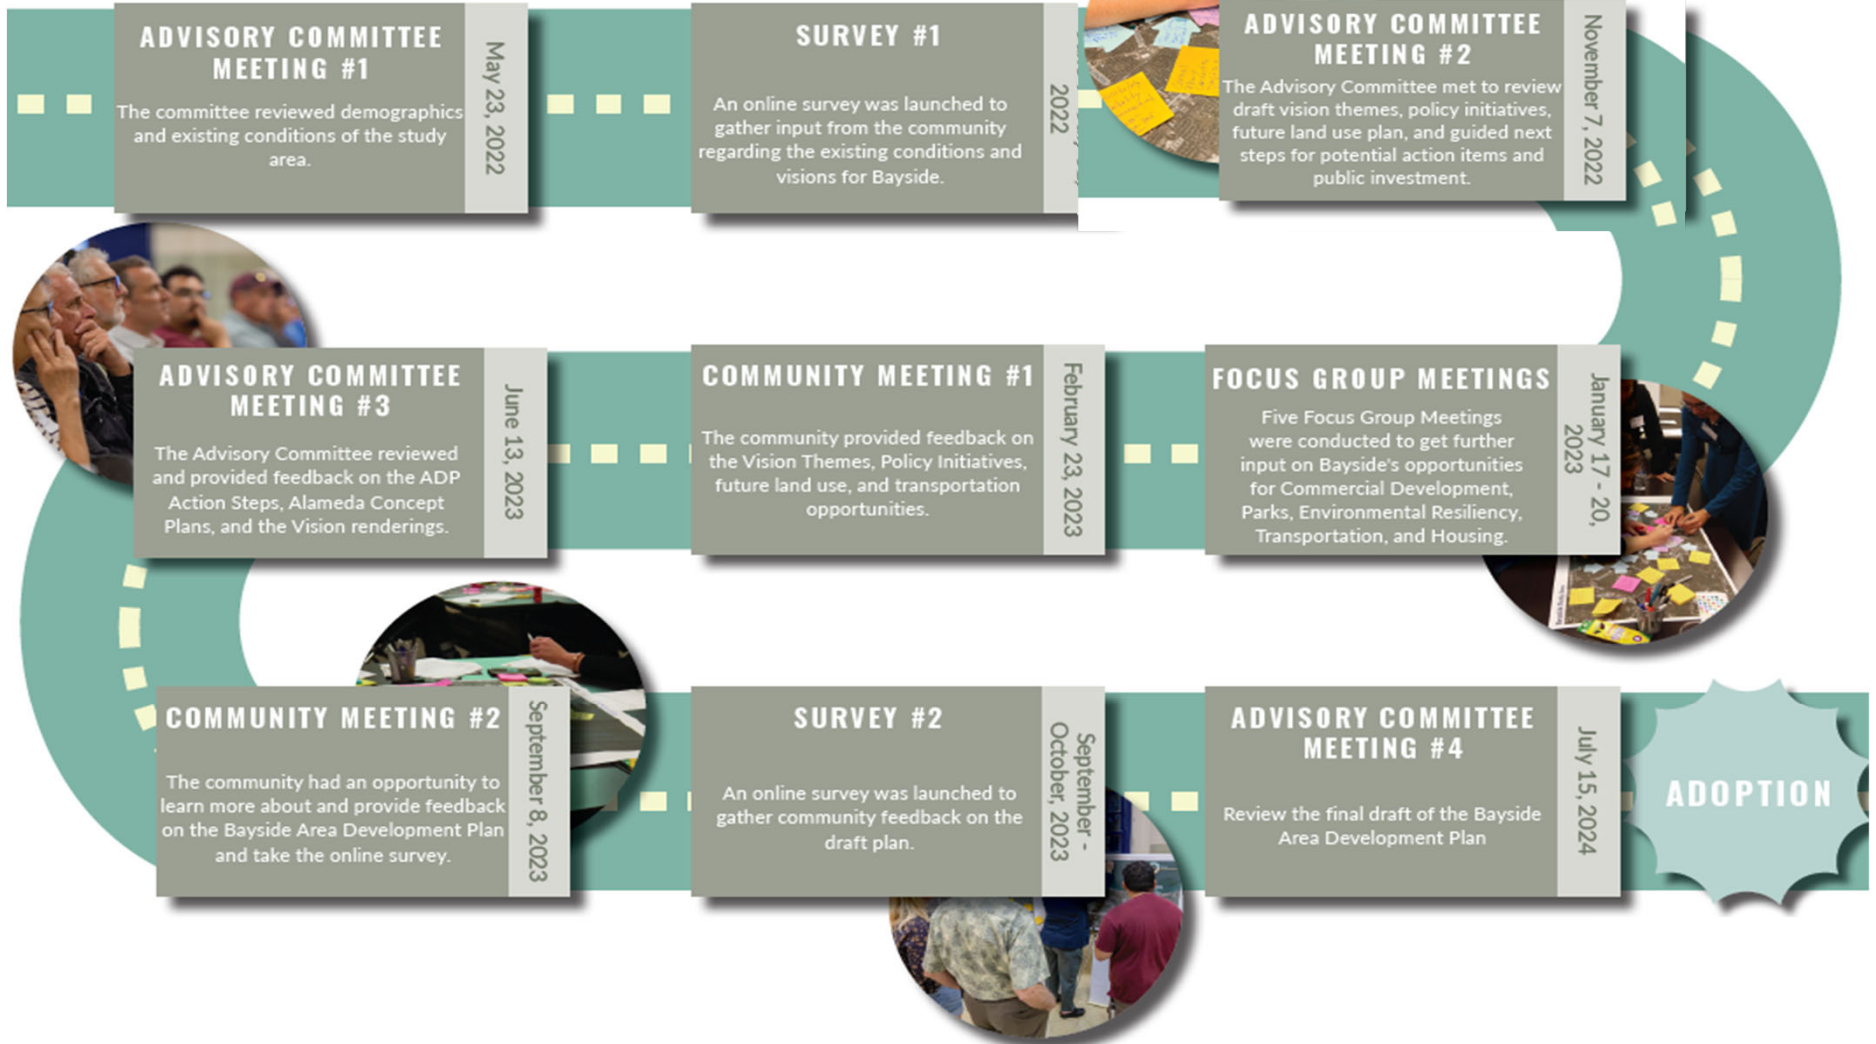 ADVISORY COMMITTEE
MEETING #1
The committee reviewed demographics
and existing conditions of the study
area.
May 23, 2022
SURVEY #1
An online survey was launched to
gather input from the community
regarding the existing conditions and
visions for Bayside.
2022
ADVISORY COMMITTEE
MEETING #2
The Advisory Committee met to review
draft vision themes, policy initiatives,
future land use plan, and guided next
steps for potential action items and
public investment.
November 7, 2022
FOCUS GROUP MEETINGS
Five Focus Group Meetings
were conducted to get further
input on Bayside's opportunities
for Commercial Development,
Parks, Environmental Resiliency,
Transportation, and Housing.
January 17 - 20,
2023
COMMUNITY MEETING #1
The community provided feedback on
the Vision Themes, Policy Initiatives,
future land use, and transportation
opportunities.
February 23, 2023
ADVISORY COMMITTEE
MEETING #3
The Advisory Committee reviewed
and provided feedback on the ADP
Action Steps, Alameda Concept
Plans, and the Vision renderings.
June 13, 2023
COMMUNITY MEETING #2
The community had an opportunity to
learn more about and provide feedback
on the Bayside Area Development Plan
and take the online survey.
September 8, 2023
SURVEY #2
An online survey was launched to
gather community feedback on the
draft plan.
September -
October, 2023
ADVISORY COMMITTEE
MEETING #4
Review the final draft of the Bayside
Area Development Plan
July 15, 2024
ADOPTION